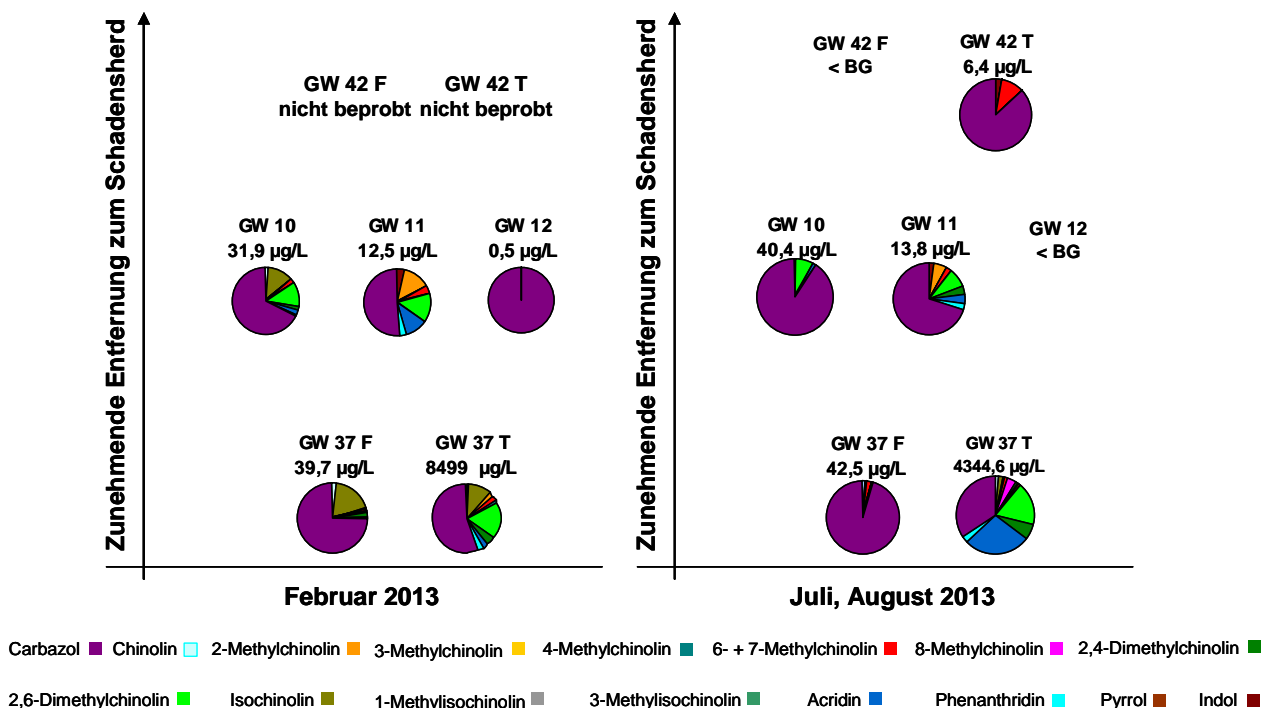 Zunehmende Entfernung zum Schadensherd
GW 42 F
nicht beprobt
GW 42 T
nicht beprobt
GW 10
31,9 µg/L
GW 11
12,5 µg/L
GW 12
0,5 µg/L
GW 37 F
39,7 µg/L
GW 37 T
8499 µg/L
Februar 2013
Zunehmende Entfernung zum Schadensherd
GW 42 F
< BG
GW 42 T
6,4 µg/L
GW 10
40,4 µg/L
GW 11
13,8 µg/L
GW 12
< BG
GW 37 F
42,5 µg/L
GW 37 T
4344,6 µg/L
Juli, August 2013
Carbazol Chinolin 2-Methylchinolin 3-Methylchinolin 4-Methylchinolin 6- + 7-Methylchinolin 8-Methylchinolin 2,4-Dimethylchinolin
2,6-Dimethylchinolin Isochinolin 1-Methylisochinolin 3-Methylisochinolin Acridin Phenanthridin Pyrrol Indol